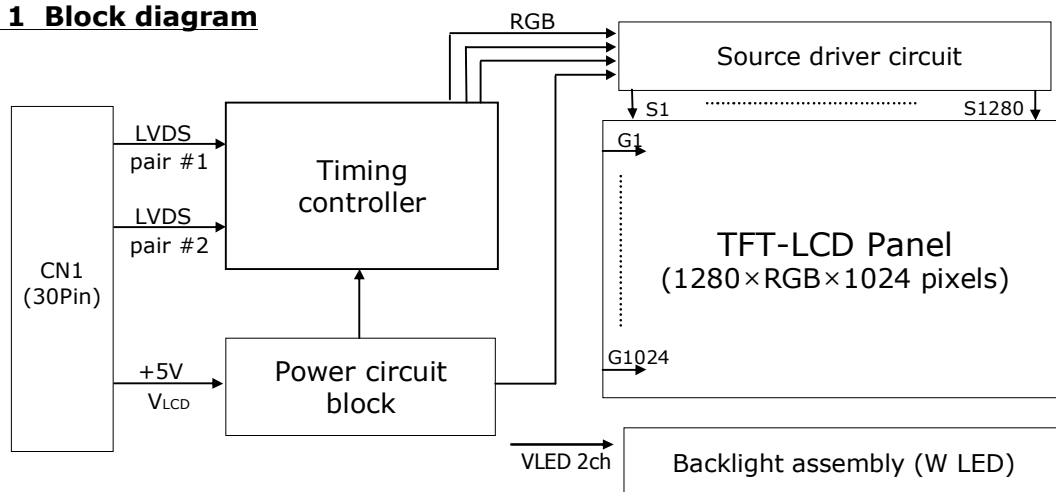 1 Block diagram
RGB
Source driver circuit
S1
S1280
LVDS
pair #1
Timing
controller
G1
LVDS
pair #2
TFT-LCD Panel
(1280×RGB×1024 pixels)
CN1
(30Pin)
G1024
+5V
VLCD
Power circuit
block
VLED 2ch
Backlight assembly (W LED)